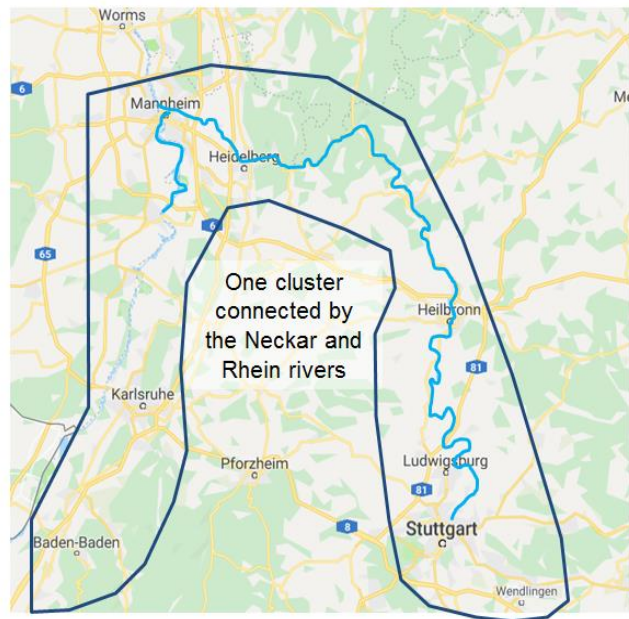 Worms
6
Mannheim
Heidelberg
6
65
One cluster
connected by
the Neckar and
Rhein rivers
Heilbronn
81
Karlsruhe
Pforzheim
Ludwigsburg
81
8
Stuttgart
Baden-Baden
Wendlingen